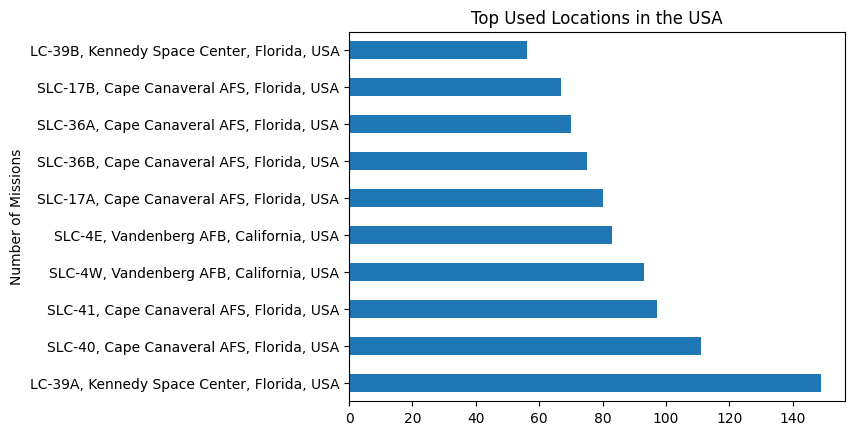 Top Used Locations in the USA
Number of Missions
LC-39B, Kennedy Space Center, Florida, USA
SLC-17B, Cape Canaveral AFS, Florida, USA
SLC-36A, Cape Canaveral AFS, Florida, USA
SLC-36B, Cape Canaveral AFS, Florida, USA
SLC-17A, Cape Canaveral AFS, Florida, USA
SLC-4E, Vandenberg AFB, California, USA
SLC-4W, Vandenberg AFB, California, USA
SLC-41, Cape Canaveral AFS, Florida, USA
SLC-40, Cape Canaveral AFS, Florida, USA
LC-39A, Kennedy Space Center, Florida, USA
0 20 40 60 80 100 120 140